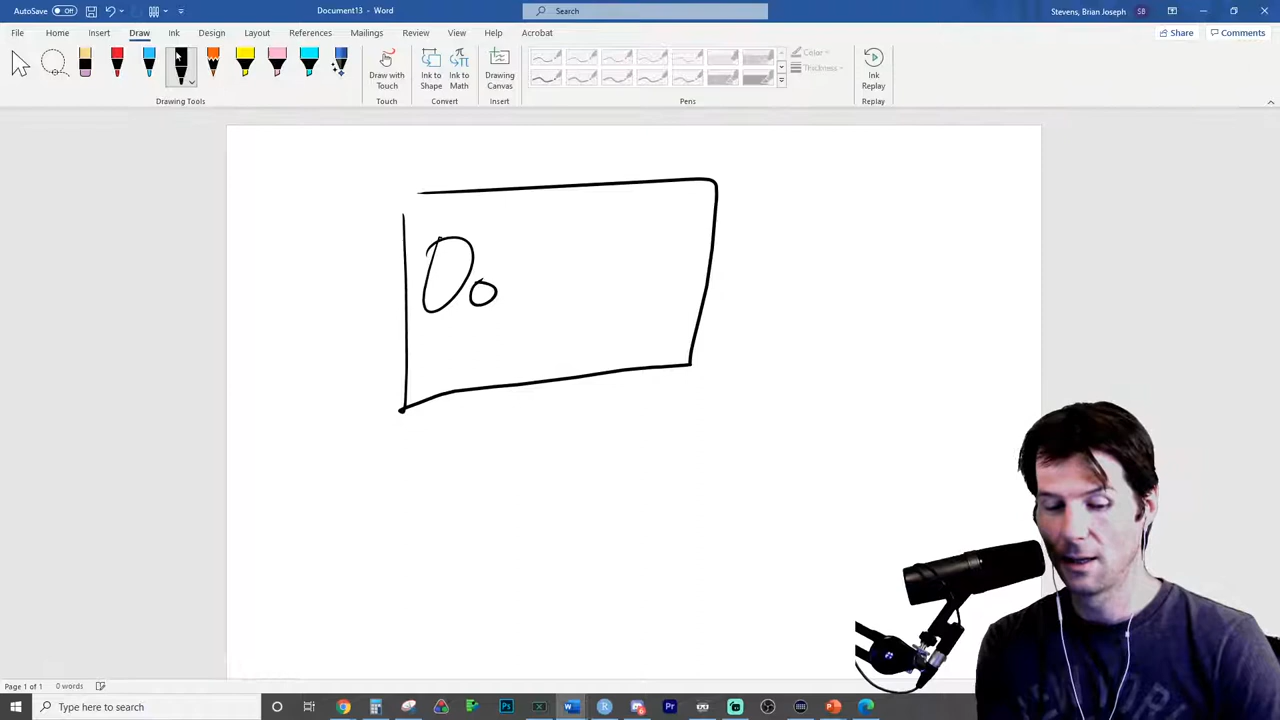 AutoSave Off Document13 - Word Search Stevens, Brian Joseph SB
File Home Insert Draw Ink Design Layout References Mailings Review View Help Acrobat Share Comments
Draw with Touch Ink to Shape Ink to Math Drawing Canvas Color Thickness Ink Replay
Drawing Tools Touch Convert Insert Pens Replay
Do
Page 1 of 1 0 words
Type here to search